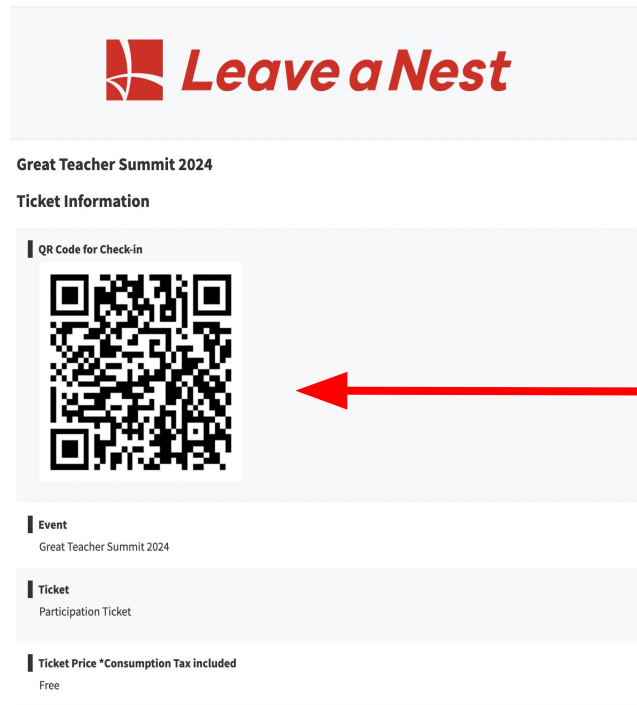 Leave a Nest
Great Teacher Summit 2024
Ticket Information
QR Code for Check-in
Event
Great Teacher Summit 2024
Ticket
Participation Ticket
Ticket Price *Consumption Tax included
Free